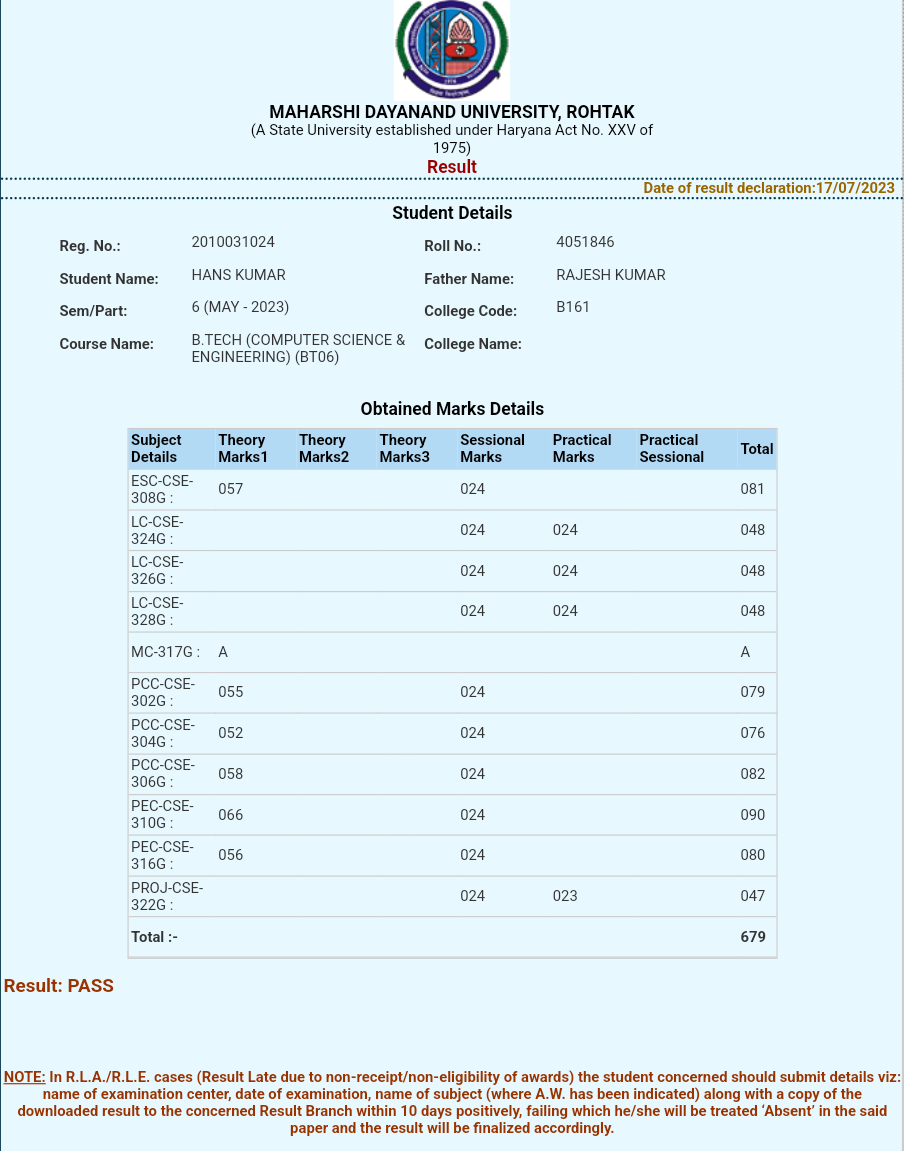 MAHARSHI DAYANAND UNIVERSITY, ROHTAK
(A State University established under Haryana Act No. XXV of
1975)
Result
Date of result declaration:17/07/2023
Student Details
Reg. No.: 2010031024 Roll No.: 4051846
Student Name: HANS KUMAR Father Name: RAJESH KUMAR
Sem/Part: 6 (MAY - 2023) College Code: B161
Course Name: B.TECH (COMPUTER SCIENCE & College Name:
ENGINEERING) (BT06)
Obtained Marks Details
Subject Theory Theory Theory Sessional Practical Practical Total
Details Marks1 Marks2 Marks3 Marks Marks Sessional
ESC-CSE- 057 024 081
308G :
LC-CSE- 024 024 048
324G :
LC-CSE- 024 024 048
326G :
LC-CSE- 024 024 048
328G :
MC-317G : A A
PCC-CSE- 055 024 079
302G :
PCC-CSE- 052 024 076
304G :
PCC-CSE- 058 024 082
306G :
PEC-CSE- 066 024 090
310G :
PEC-CSE- 056 024 080
316G :
PROJ-CSE- 024 023 047
322G :
Total :- 679
Result: PASS
NOTE: In R.L.A./R.L.E. cases (Result Late due to non-receipt/non-eligibility of awards) the student concerned should submit details viz:
name of examination center, date of examination, name of subject (where A.W. has been indicated) along with a copy of the
downloaded result to the concerned Result Branch within 10 days positively, failing which he/she will be treated ‘Absent’ in the said
paper and the result will be finalized accordingly.